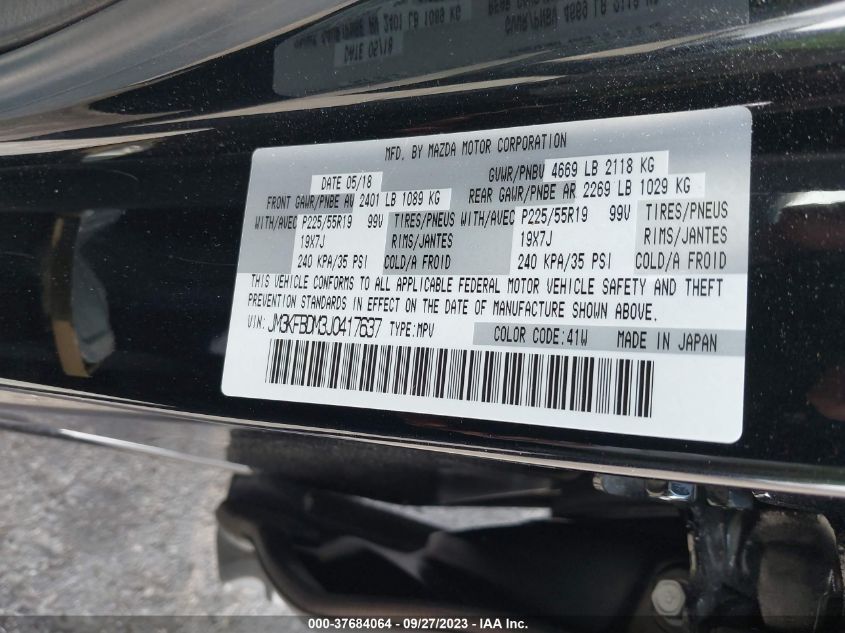 MFD. BY MAZDA MOTOR CORPORATION
DATE 05/18 GVWR/PNBV 4669 LB 2118 KG
FRONT GAWR/PNBE AV 2401 LB 1089 KG REAR GAWR/PNBE AR 2269 LB 1029 KG
WITH/AVEC P225/55R19 99V TIRES/PNEUS WITH/AVEC P225/55R19 99V TIRES/PNEUS
19X7J RIMS/JANTES 19X7J RIMS/JANTES
240 KPA/35 PSI COLD/A FROID 240 KPA/35 PSI COLD/A FROID
THIS VEHICLE CONFORMS TO ALL APPLICABLE FEDERAL MOTOR VEHICLE SAFETY AND THEFT
PREVENTION STANDARDS IN EFFECT ON THE DATE OF MANUFACTURE SHOWN ABOVE.
VIN: JM3KFBDM3J0417637 TYPE:MPV COLOR CODE:41W MADE IN JAPAN
000-37684064 - 09/27/2023 - IAA Inc.